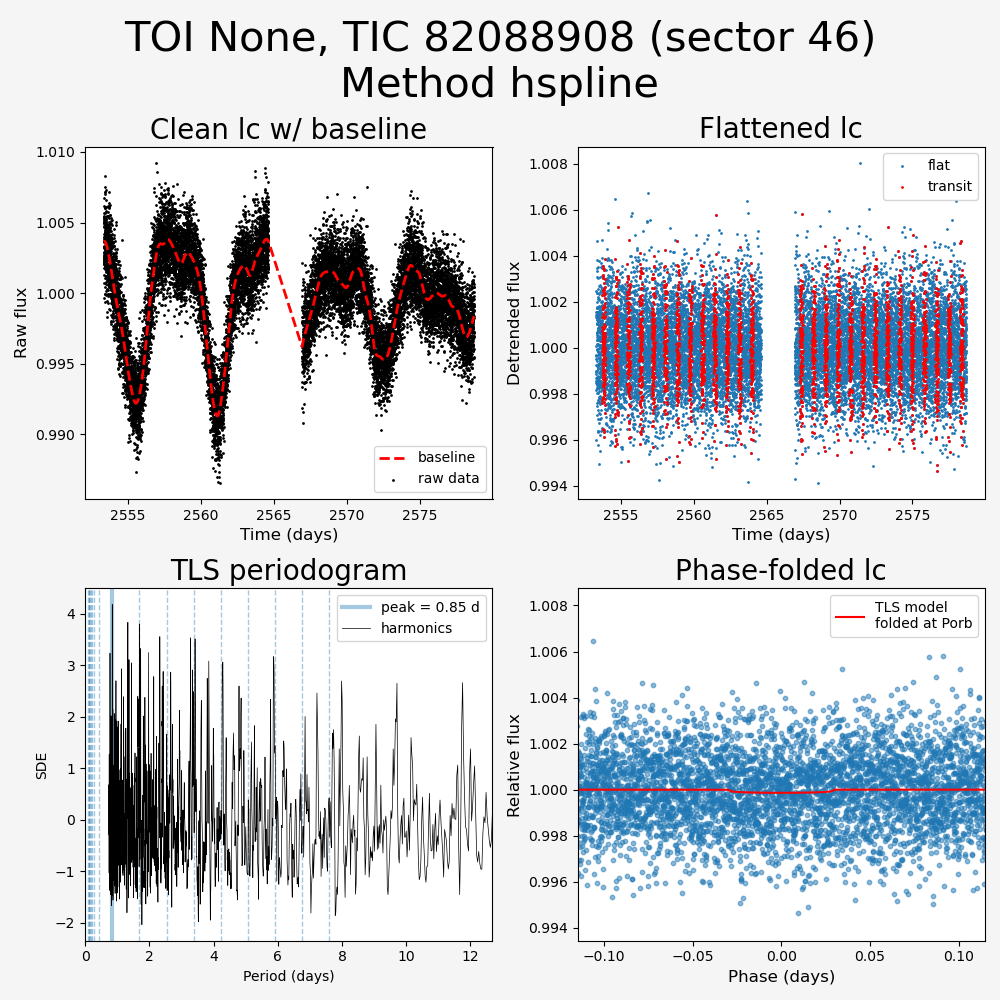 TOI None, TIC 82088908 (sector 46)
Method hspline
Clean lc w/ baseline
Raw flux
1.010
1.005
1.000
0.995
0.990
baseline
raw data
2555
2560
2565
2570
2575
Time (days)
Flattened lc
Detrended flux
1.008
1.006
1.004
1.002
1.000
0.998
0.996
0.994
flat
transit
2555
2560
2565
2570
2575
Time (days)
TLS periodogram
SDE
4
3
2
1
0
−1
−2
peak = 0.85 d
harmonics
0
2
4
6
8
10
12
Period (days)
Phase-folded lc
Relative flux
1.008
1.006
1.004
1.002
1.000
0.998
0.996
0.994
TLS model
folded at Porb
−0.10
−0.05
0.00
0.05
0.10
Phase (days)